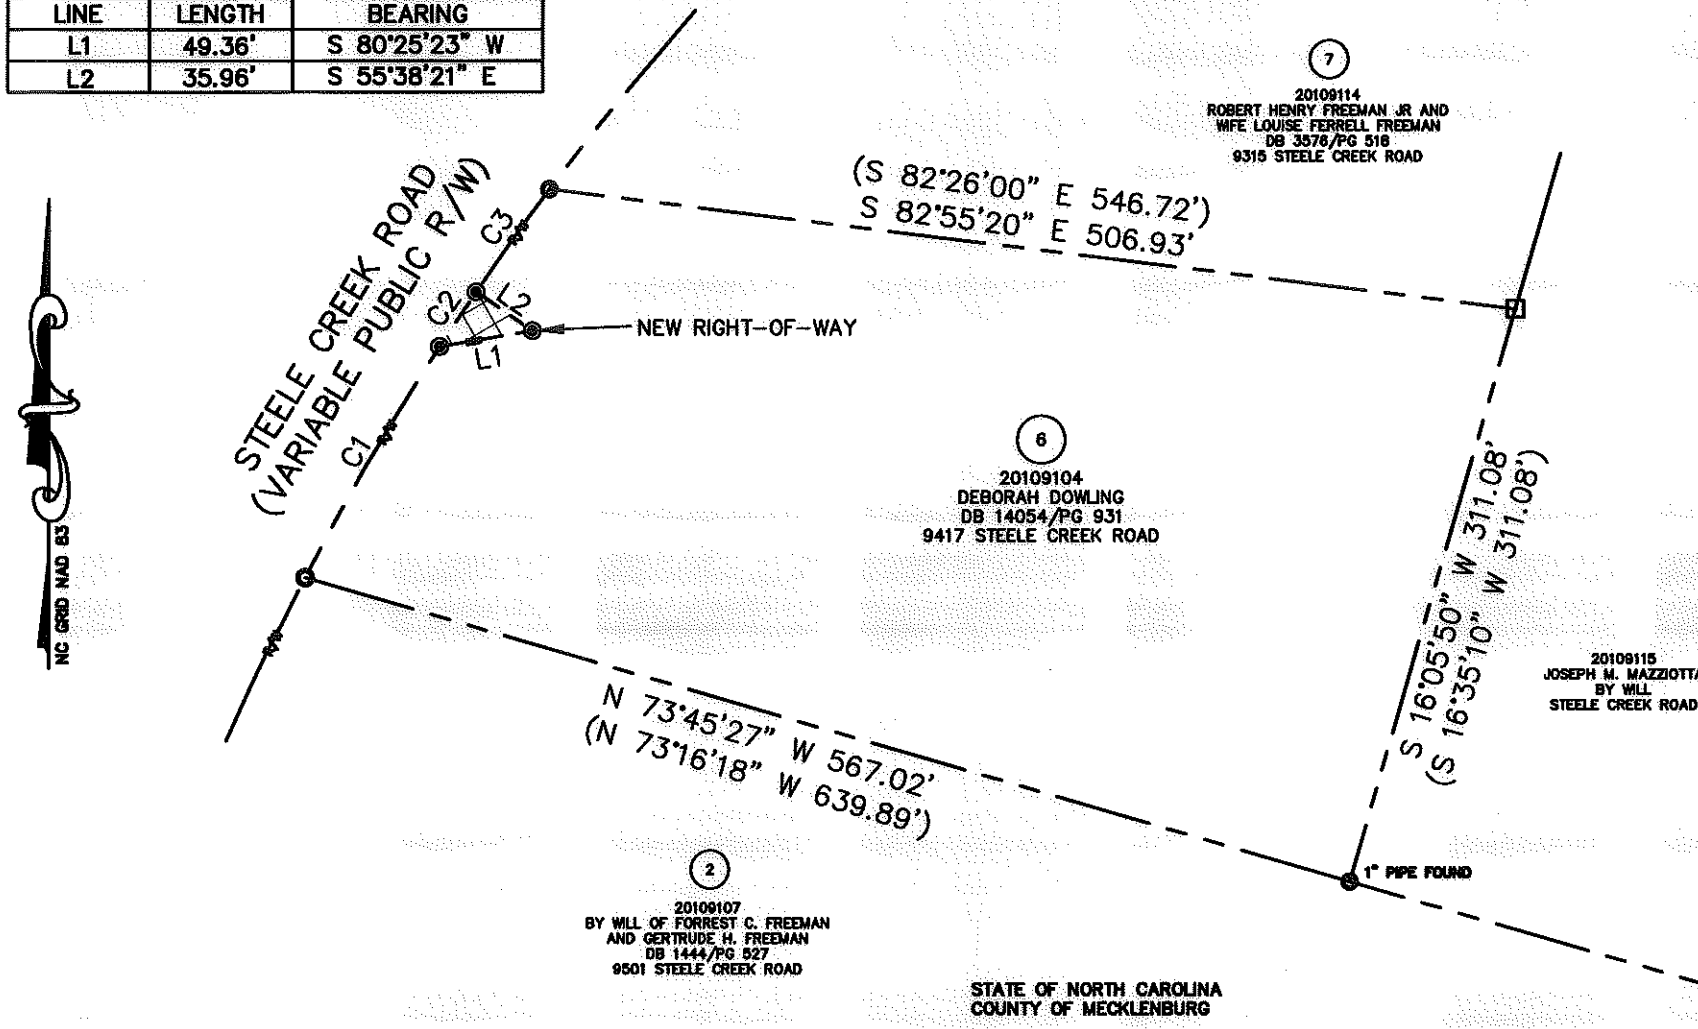 LINE LENGTH BEARING
L1 49.36' S 80°25'23" W
L2 35.96' S 55°38'21" E
7
20109114
ROBERT HENRY FREEMAN JR AND
WIFE LOUISE FERRELL FREEMAN
DB 3576/PG 516
9315 STEELE CREEK ROAD
(S 82°26'00" E 546.72')
S 82°55'20" E 506.93'
STEELE CREEK ROAD
(VARIABLE PUBLIC R/W)
C3
C2
L2
L1
NEW RIGHT-OF-WAY
C1
NC GRID NAD 83
6
20109104
DEBORAH DOWLING
DB 14054/PG 931
9417 STEELE CREEK ROAD
S 16°05'50" W 311.08'
(S 16°35'10" W 311.08')
20109115
JOSEPH M. MAZZIOTTA
BY WILL
STEELE CREEK ROAD
N 73°45'27" W 567.02'
(N 73°16'18" W 639.89')
1" PIPE FOUND
2
20109107
BY WILL OF FORREST C. FREEMAN
AND GERTRUDE H. FREEMAN
DB 1444/PG 527
9501 STEELE CREEK ROAD
STATE OF NORTH CAROLINA
COUNTY OF MECKLENBURG